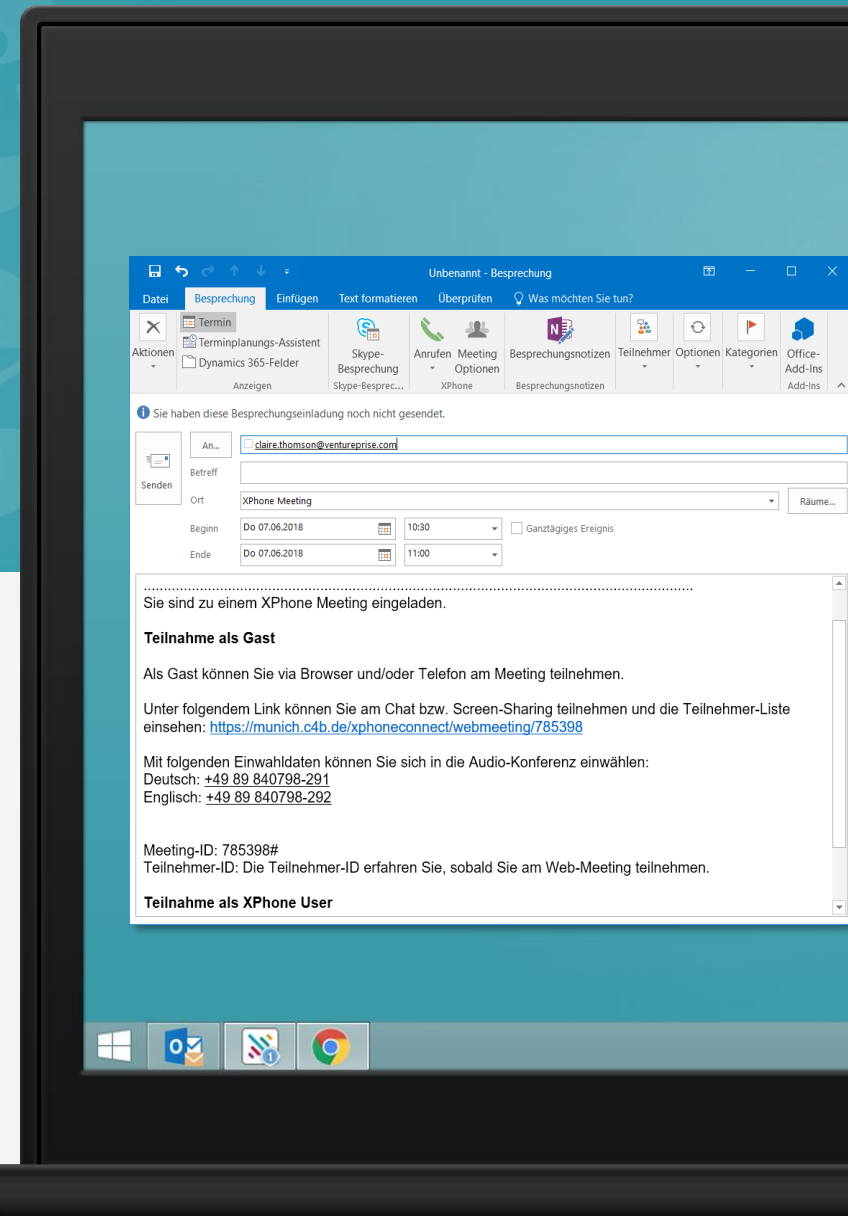 Unbenannt - Besprechung
Datei Besprechung Einfügen Text formatieren Überprüfen Was möchten Sie tun?
Aktionen
Termin
Terminplanungs-Assistent
Dynamics 365-Felder
Anzeigen
Skype-
Besprechung
Skype-Besprec...
Anrufen
Meeting
Optionen
XPhone
Besprechungsnotizen
Besprechungsnotizen
Teilnehmer
Optionen
Kategorien
Office-
Add-Ins
Add-Ins
Sie haben diese Besprechungseinladung noch nicht gesendet.
Senden
An... claire.thomson@ventureprise.com
Betreff
Ort XPhone Meeting Räume...
Beginn Do 07.06.2018 10:30 Ganztägiges Ereignis
Ende Do 07.06.2018 11:00
Sie sind zu einem XPhone Meeting eingeladen.
Teilnahme als Gast
Als Gast können Sie via Browser und/oder Telefon am Meeting teilnehmen.
Unter folgendem Link können Sie am Chat bzw. Screen-Sharing teilnehmen und die Teilnehmer-Liste
einsehen: https://munich.c4b.de/xphoneconnect/webmeeting/785398
Mit folgenden Einwahldaten können Sie sich in die Audio-Konferenz einwählen:
Deutsch: +49 89 840798-291
Englisch: +49 89 840798-292
Meeting-ID: 785398#
Teilnehmer-ID: Die Teilnehmer-ID erfahren Sie, sobald Sie am Web-Meeting teilnehmen.
Teilnahme als XPhone User
1